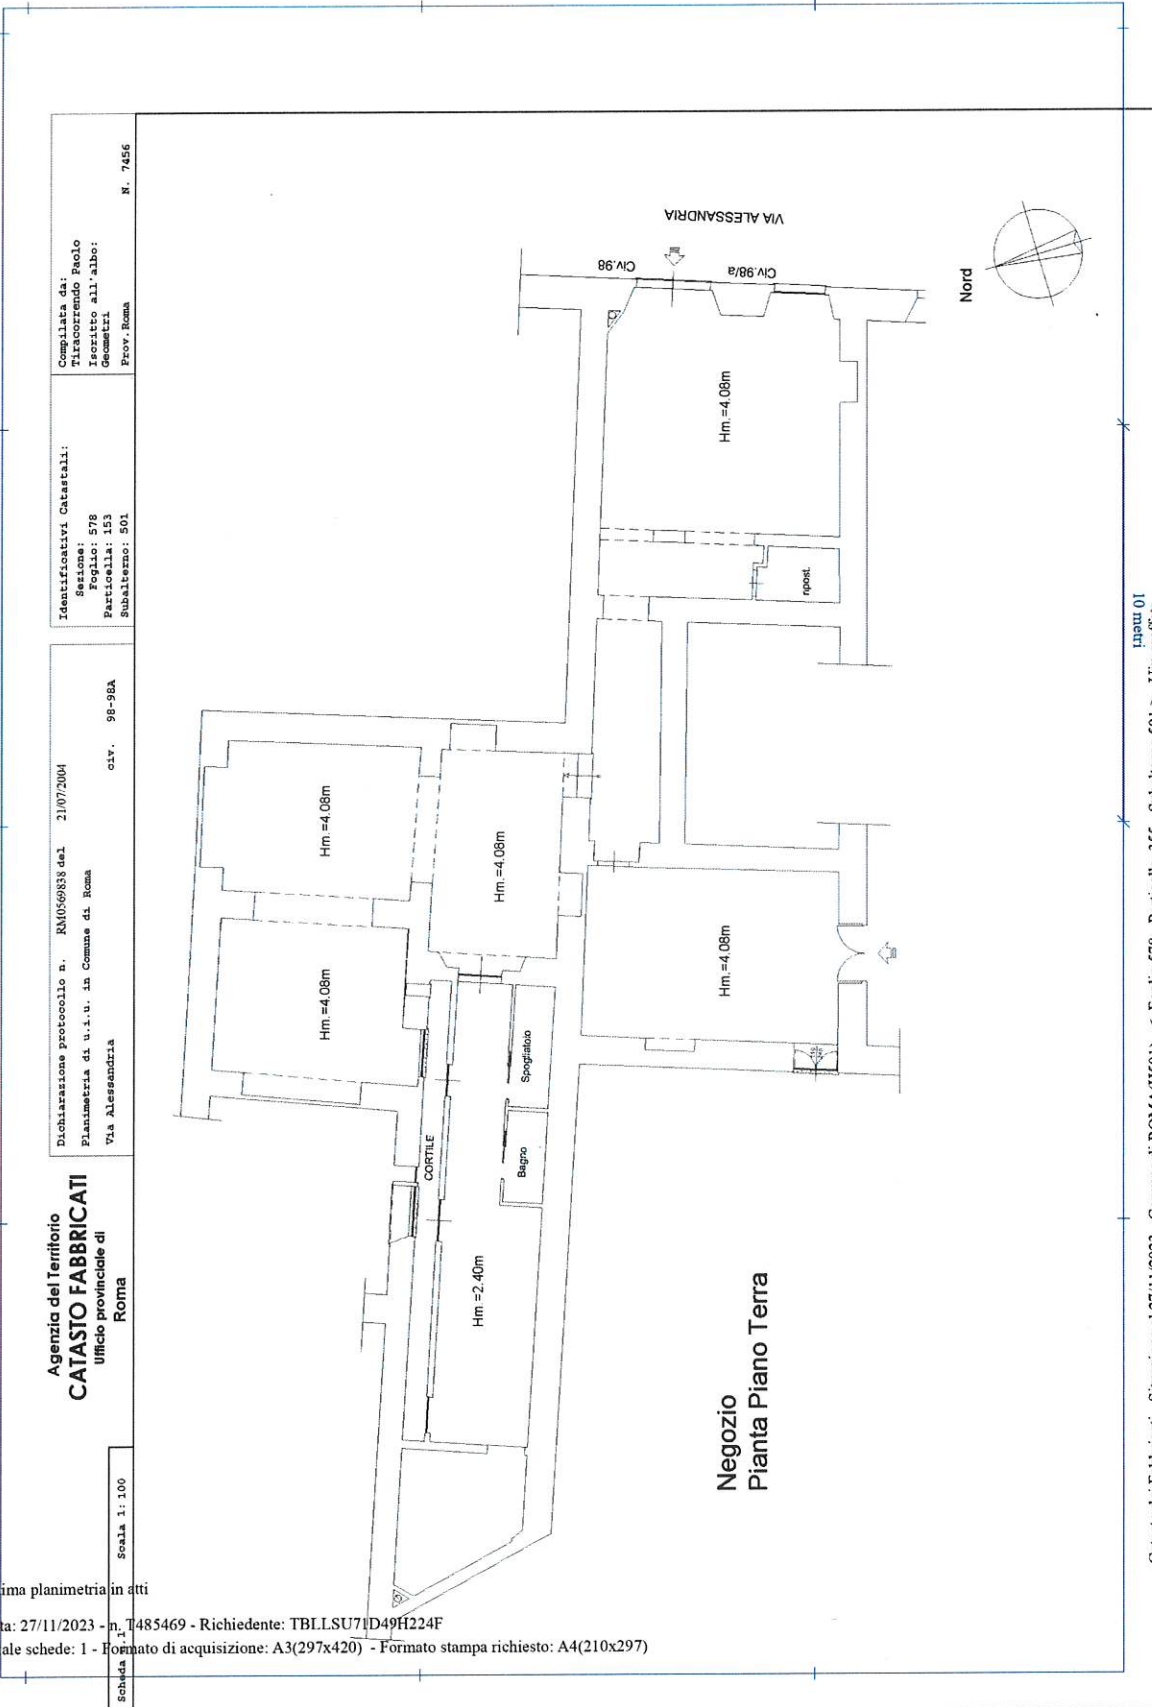 Agenzia del Territorio
CATASTO FABBRICATI
Ufficio provinciale di
Roma
Dichiarazione protocollo n. RM0569838 del 21/07/2004
Planimetria di u.i.u. in Comune di Roma
Via Alessandria civ. 98-98A
Identificativi Catastali:
Sezione:
Foglio: 578
Particella: 153
Subalterno: 501
Compilata da:
Tiracorrendo Paolo
Iscritto all'albo:
Geometri
Prov. Roma N. 7456
Scheda n.1 Scala 1:100
VIA ALESSANDRIA
Civ.98
Civ.98/a
Nord
Hm.=4.08m
ripost.
Hm.=4.08m
Hm.=4.08m
Hm.=4.08m
Hm.=4.08m
CORTILE
Spogliatoio
Bagno
Hm.=2.40m
Negozio
Pianta Piano Terra
10 metri
ima planimetria in atti
ta: 27/11/2023 - n. T485469 - Richiedente: TBLLSU71D49H224F
ale schede: 1 - Formato di acquisizione: A3(297x420) - Formato stampa richiesto: A4(210x297)